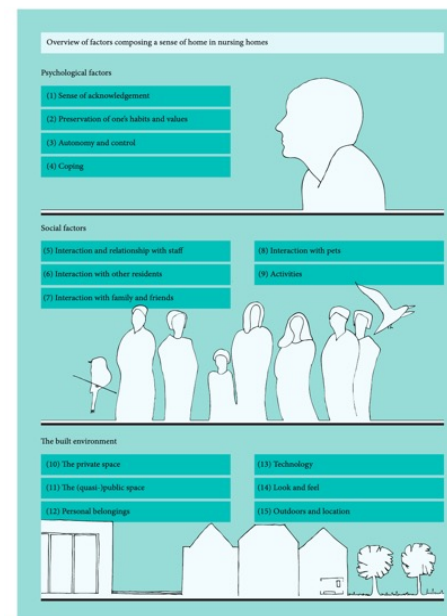 Overview of factors composing a sense of home in nursing homes
Psychological factors
(1) Sense of acknowledgement
(2) Preservation of one's habits and values
(3) Autonomy and control
(4) Coping
Social factors
(5) Interaction and relationship with staff
(6) Interaction with other residents
(7) Interaction with family and friends
(8) Interaction with pets
(9) Activities
The built environment
(10) The private space
(11) The (quasi-)public space
(12) Personal belongings
(13) Technology
(14) Look and feel
(15) Outdoors and location